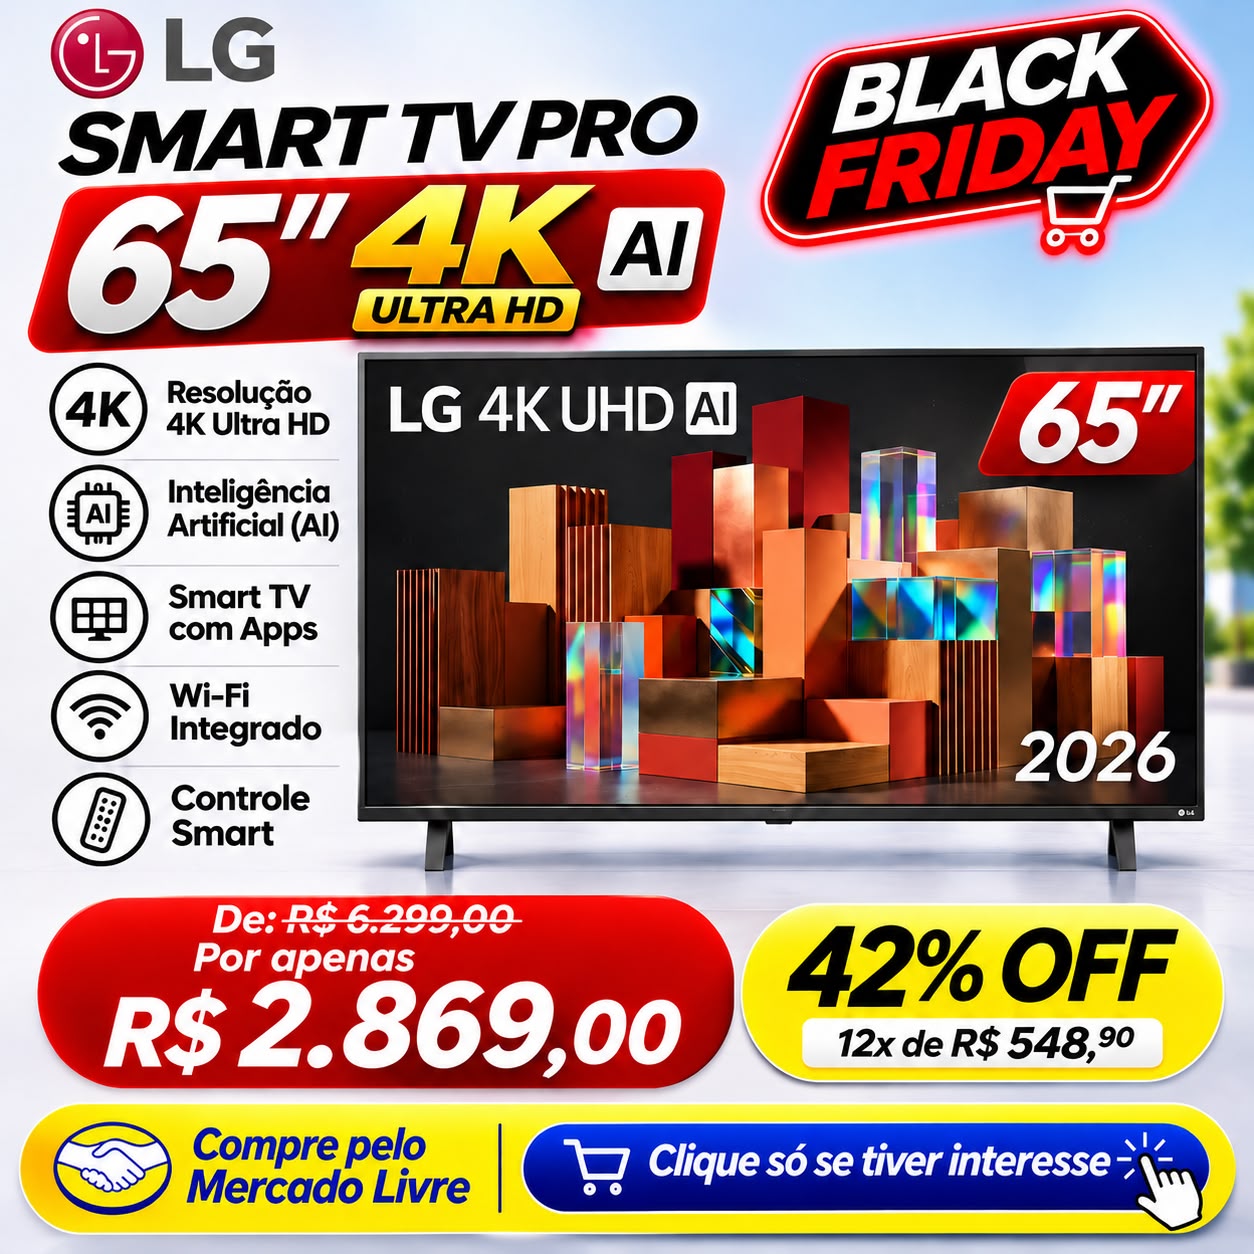 LG
SMART TV PRO
65" 4K AI
ULTRA HD
BLACK
FRIDAY
4K
Resolução
4K Ultra HD
AI
Inteligência
Artificial (AI)
Smart TV
com Apps
Wi-Fi
Integrado
Controle
Smart
LG 4K UHD AI
65"
2026
De: R$ 6.299,00
Por apenas
R$ 2.869,00
42% OFF
12x de R$ 548,90
Compre pelo
Mercado Livre
Clique só se tiver interesse